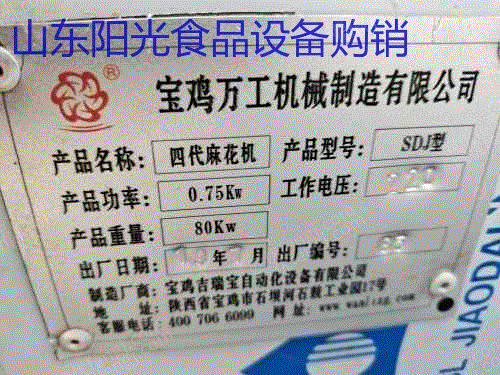 山东阳光食品设备购销
®
宝鸡万工机械制造有限公司
产品名称: 四代麻花机 产品型号: SDJ型
产品功率: 0.75Kw 工作电压: 220
产品重量: 80Kw
出厂日期: 年 月 出厂编号:
制造厂商: 宝鸡吉瑞宝自动化设备有限公司
地 址: 陕西省宝鸡市石坝河石鼓工业园17号
客服电话: 400 706 6099 网 址:
JIAODAL